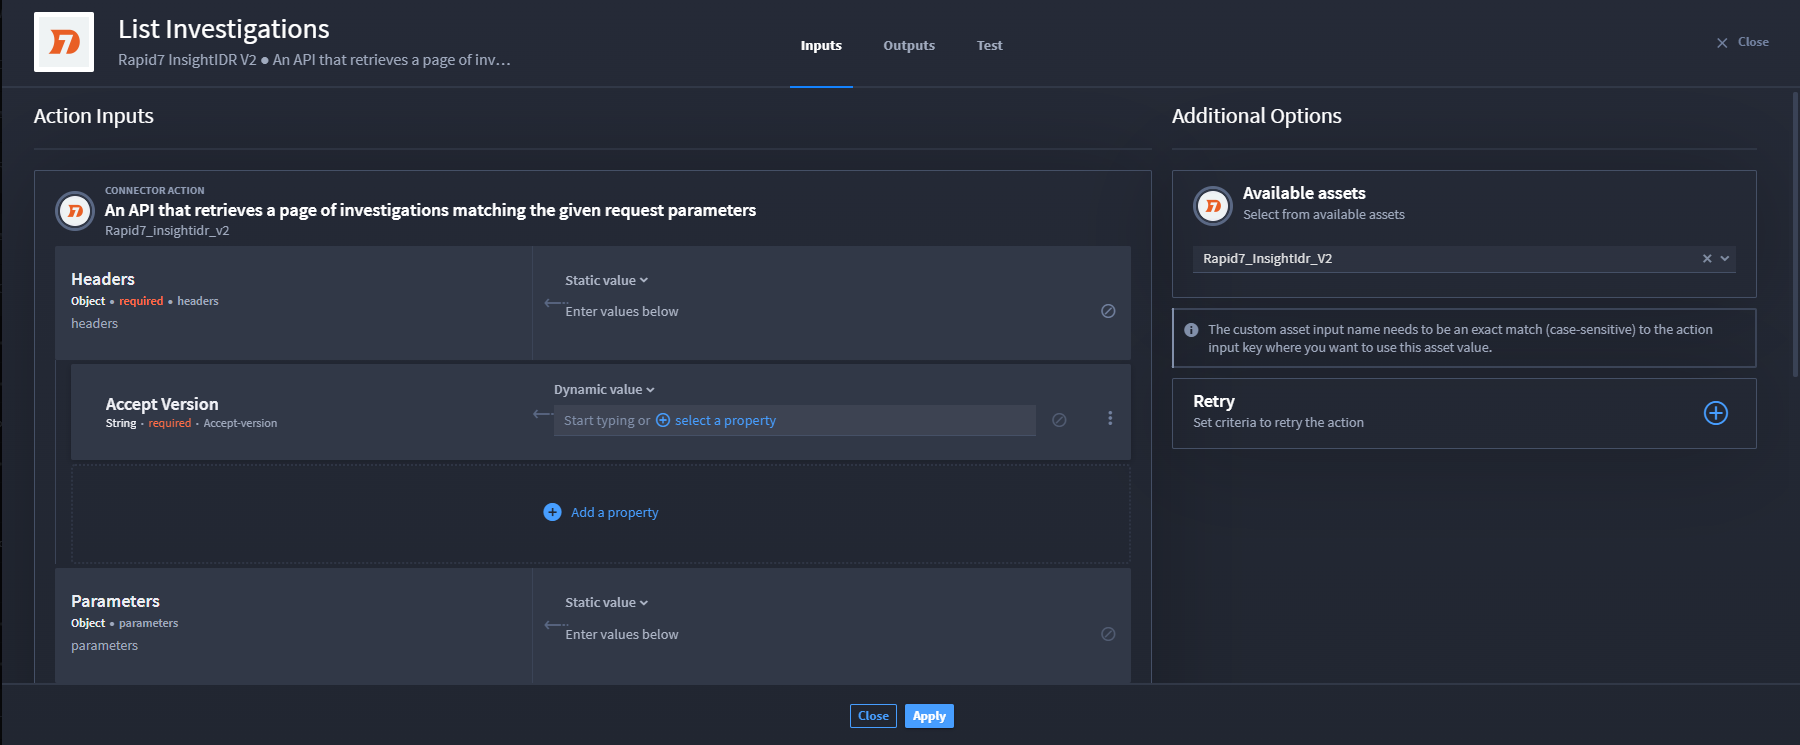 List Investigations
Rapid7 InsightIDR V2 ● An API that retrieves a page of inv...
Inputs
Outputs
Test
Close
Action Inputs
CONNECTOR ACTION
An API that retrieves a page of investigations matching the given request parameters
Rapid7_insightidr_v2
Headers
Object • required • headers
headers
Static value
Enter values below
Accept Version
String • required • Accept-version
Dynamic value
Start typing or select a property
Add a property
Parameters
Object • parameters
parameters
Static value
Enter values below
Additional Options
Available assets
Select from available assets
Rapid7_InsightIdr_V2
The custom asset input name needs to be an exact match (case-sensitive) to the action
input key where you want to use this asset value.
Retry
Set criteria to retry the action
Close
Apply